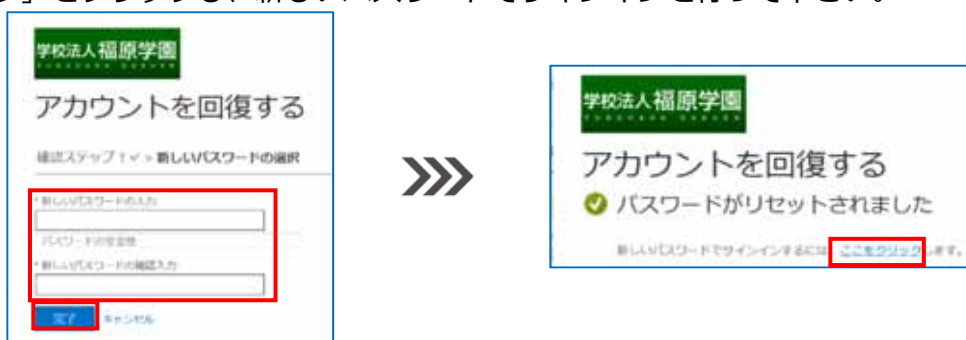 」をクリックし、新しいパスワードでサインインを行って下さい。
学校法人福原学園
アカウントを回復する
確認ステップ 1 ✓ > 新しいパスワードの選択
* 新しいパスワードの入力:
パスワードの安全性
* 新しいパスワードの確認入力:
完了 キャンセル
学校法人福原学園
アカウントを回復する
パスワードがリセットされました
新しいパスワードでサインインするには ここをクリックします。